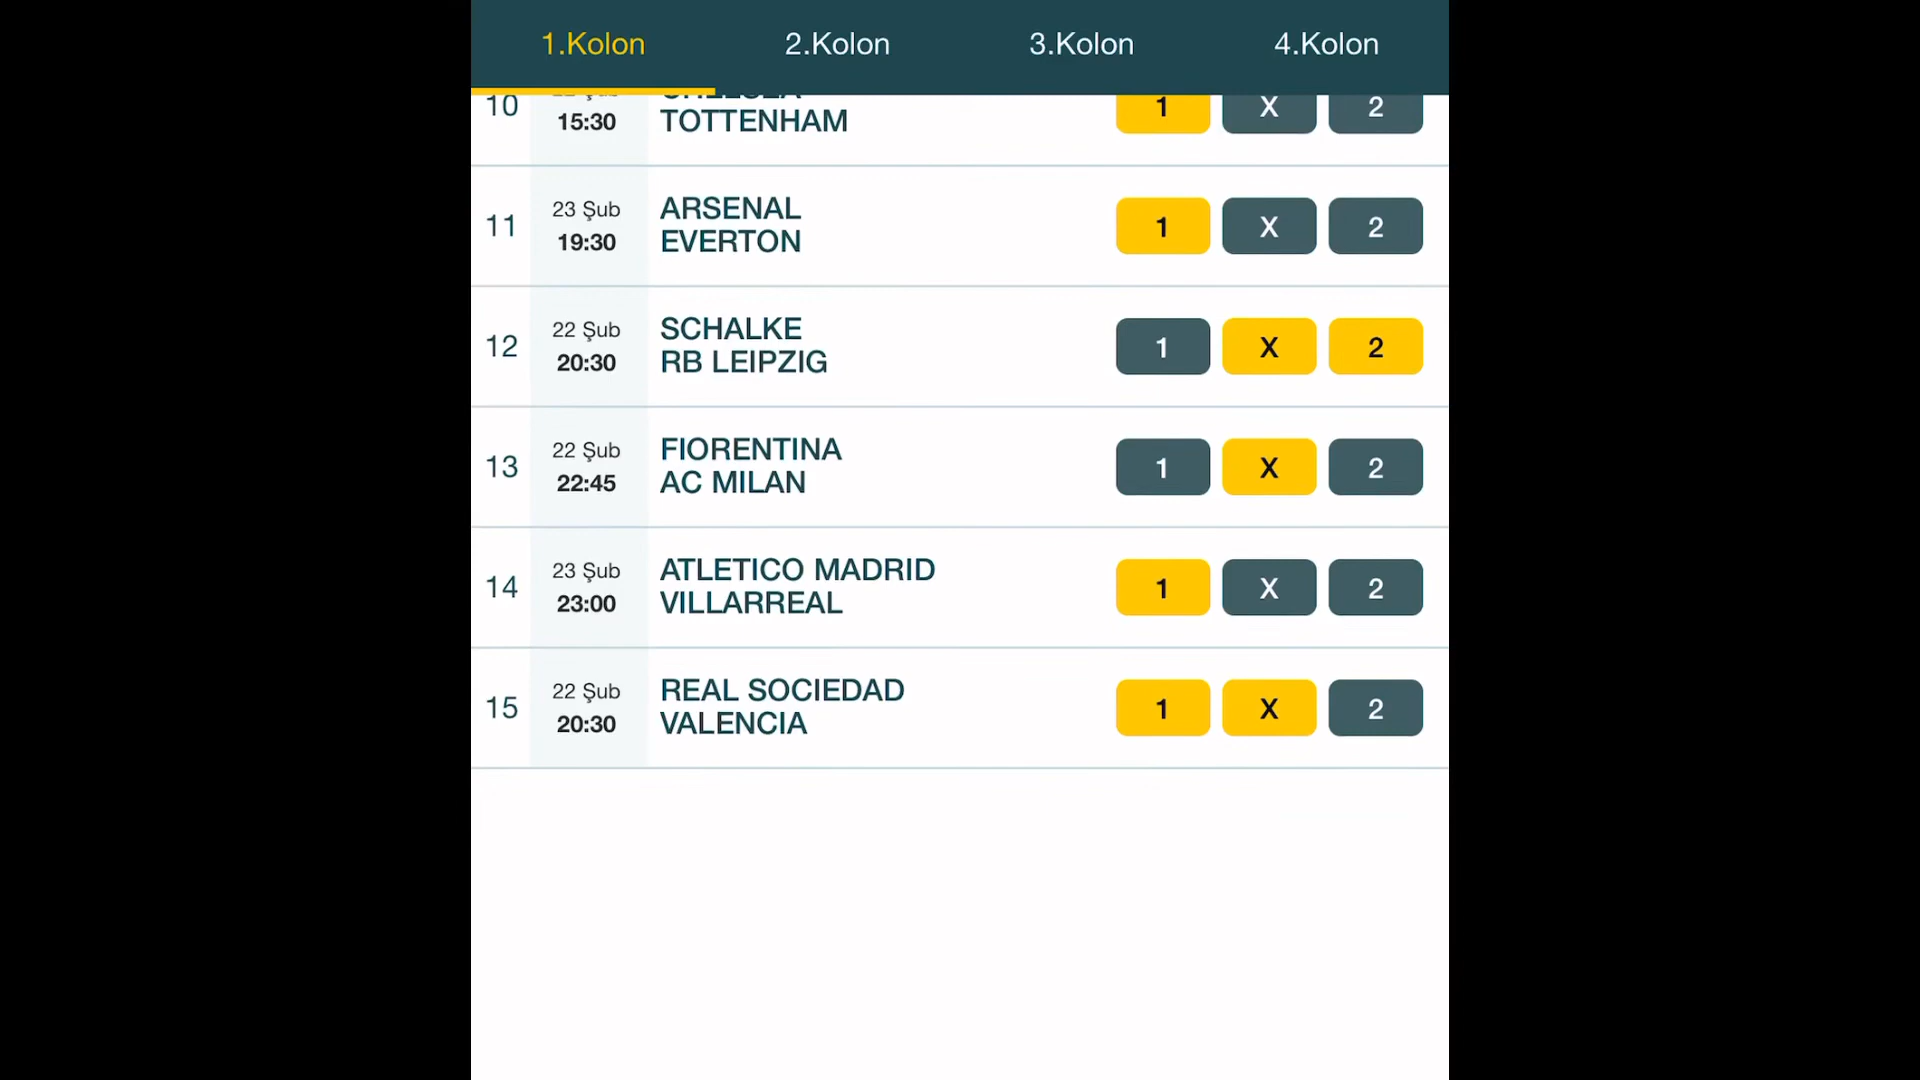 1.Kolon 2.Kolon 3.Kolon 4.Kolon
10 15:30 TOTTENHAM 1 X 2
23 Şub ARSENAL
11 19:30 EVERTON 1 X 2
22 Şub SCHALKE
12 20:30 RB LEIPZIG 1 X 2
22 Şub FIORENTINA
13 22:45 AC MILAN 1 X 2
23 Şub ATLETICO MADRID
14 23:00 VILLARREAL 1 X 2
22 Şub REAL SOCIEDAD
15 20:30 VALENCIA 1 X 2